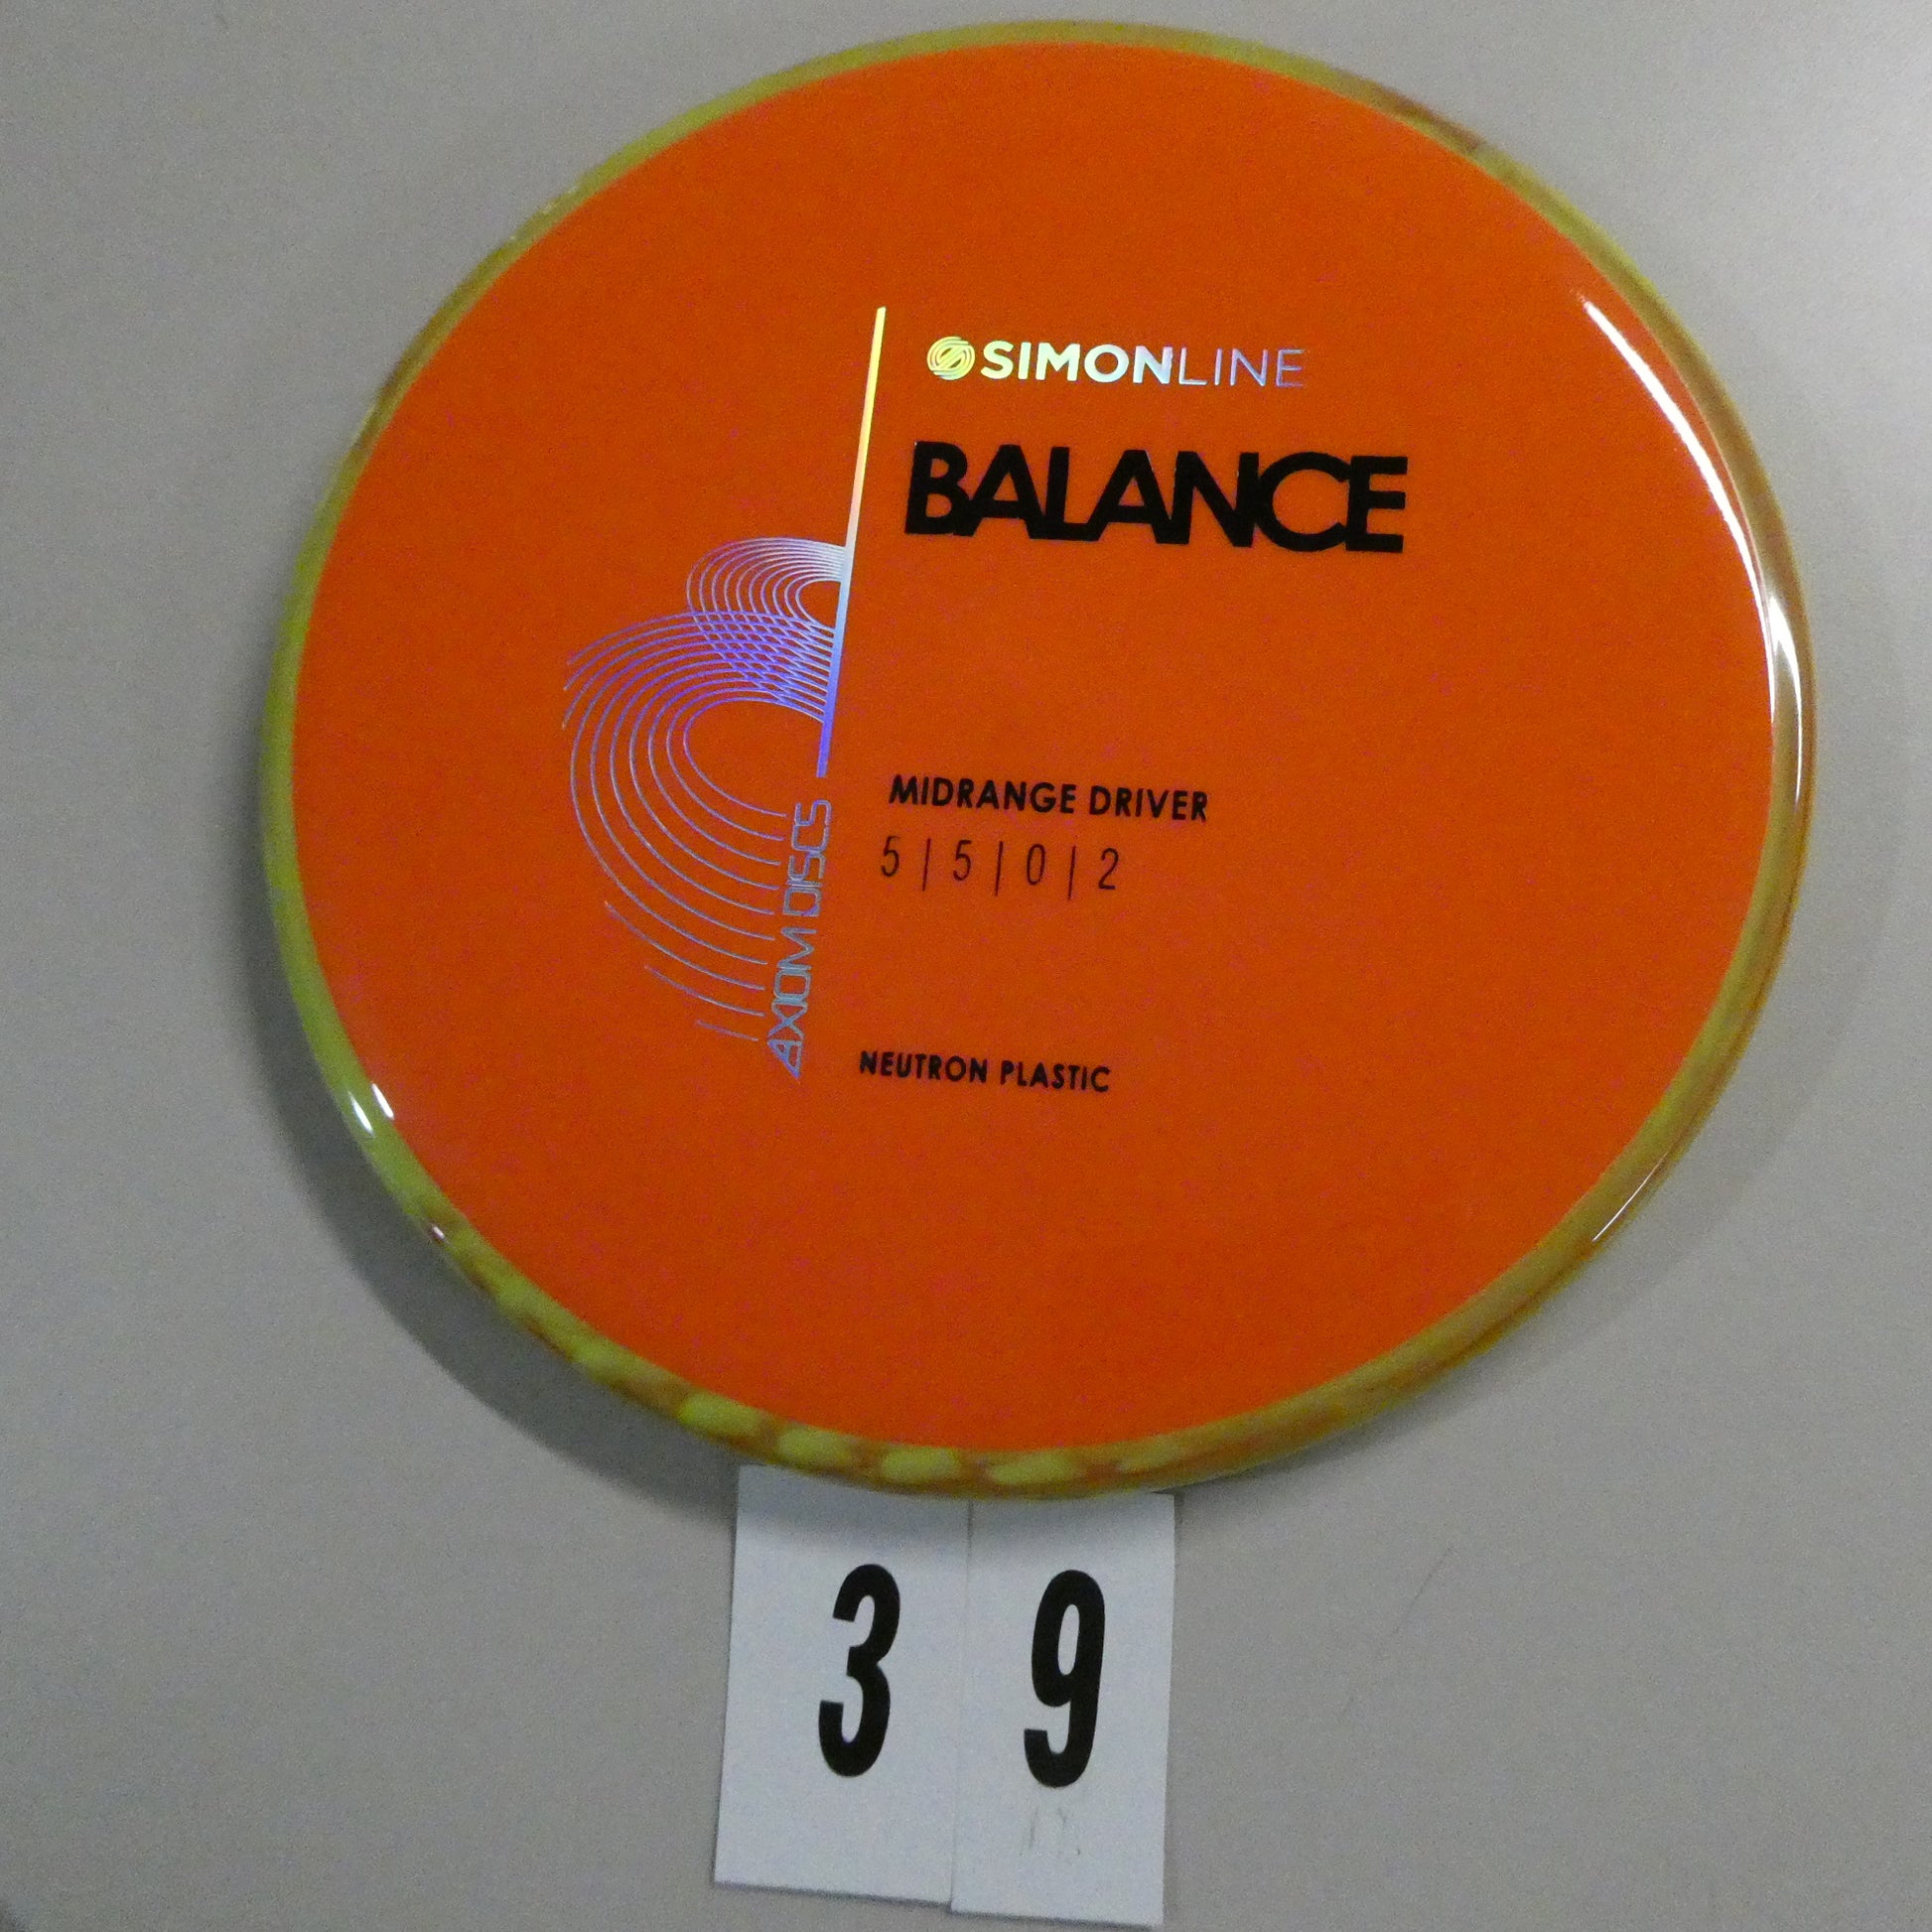 SIMONLINE
BALANCE
MIDRANGE DRIVER
5 | 5 | 0 | 2
AXIOM DISCS
NEUTRON PLASTIC
3 9